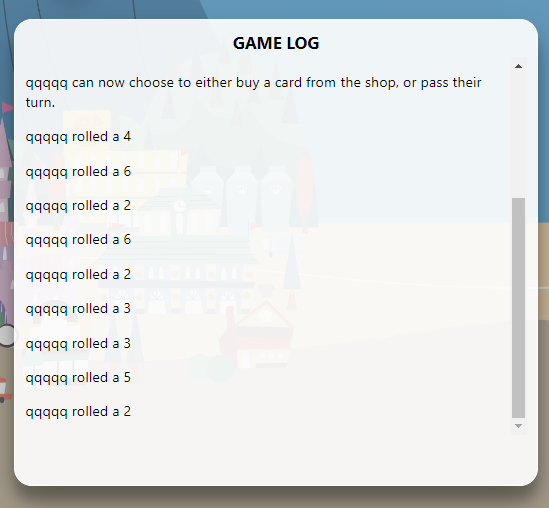 GAME LOG
qqqqq can now choose to either buy a card from the shop, or pass their
turn.
qqqqq rolled a 4
qqqqq rolled a 6
qqqqq rolled a 2
qqqqq rolled a 6
qqqqq rolled a 2
qqqqq rolled a 3
qqqqq rolled a 3
qqqqq rolled a 5
qqqqq rolled a 2